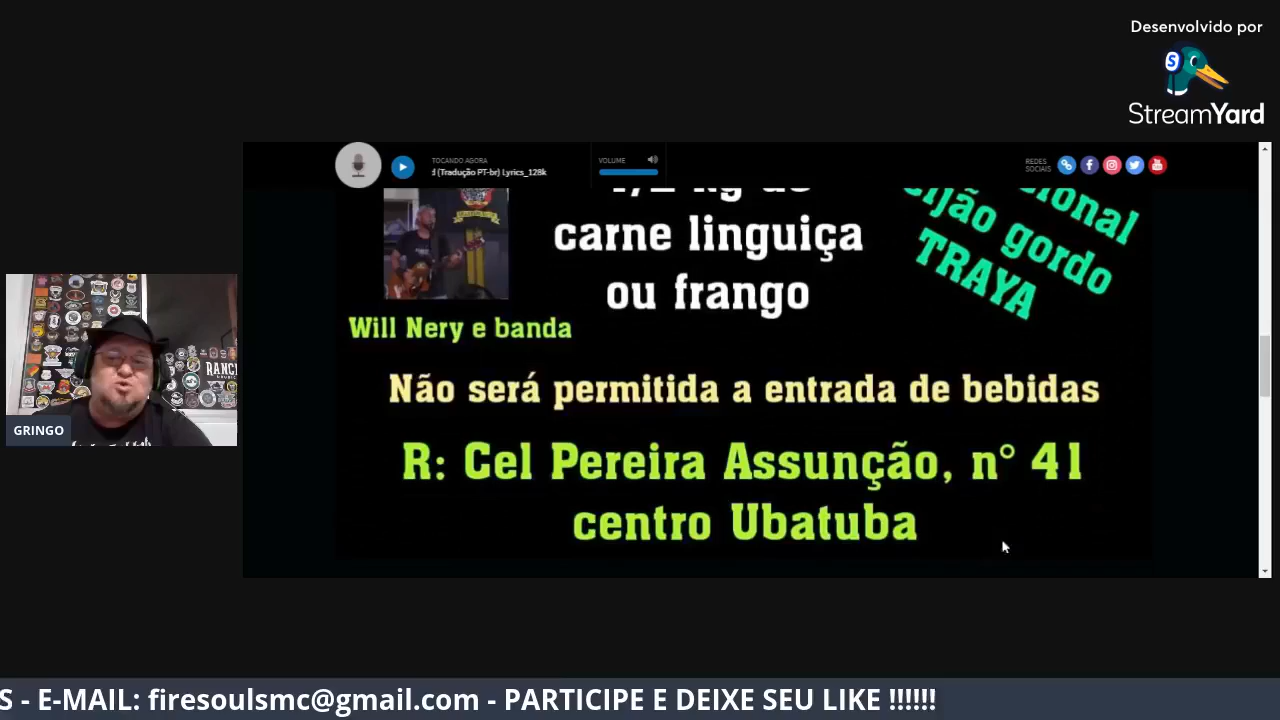 Desenvolvido por
StreamYard
TOCANDO AGORA
d (Tradução PT-br) Lyrics_128k
VOLUME
REDES
SOCIAIS
carne linguiça
ou frango
gordo
TRAYA
Will Nery e banda
Não será permitida a entrada de bebidas
R: Cel Pereira Assunção, n° 41
centro Ubatuba
RANCH
GRINGO
S - E-MAIL: firesoulsmc@gmail.com - PARTICIPE E DEIXE SEU LIKE !!!!!!